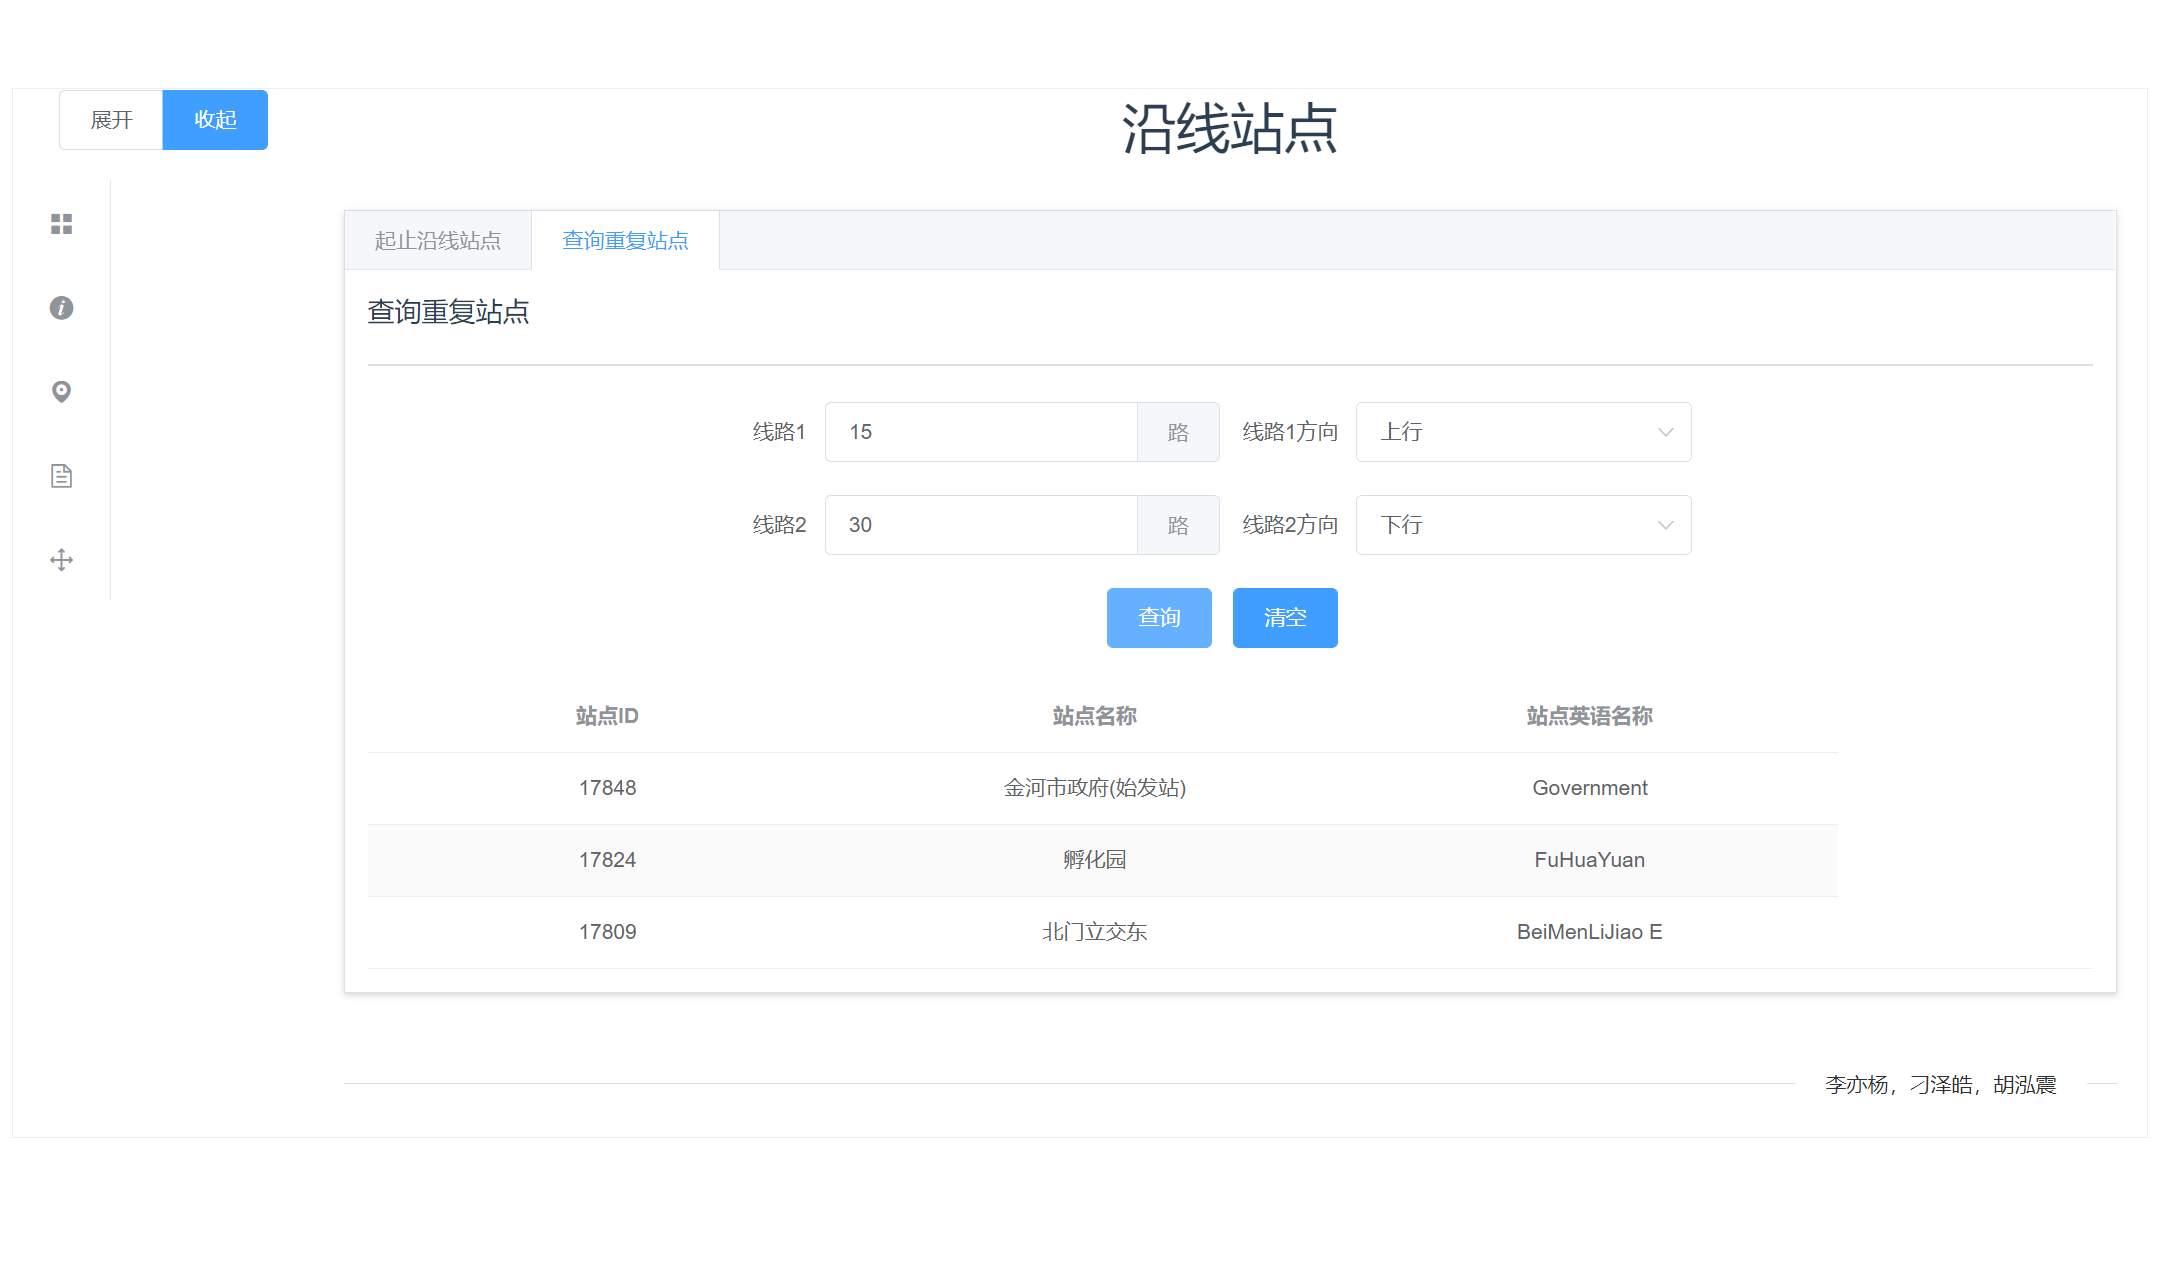 展开 收起
沿线站点
起止沿线站点 查询重复站点
查询重复站点
线路1 15 路 线路1方向 上行
线路2 30 路 线路2方向 下行
查询 清空
站点ID 站点名称 站点英语名称
17848 金河市政府(始发站) Government
17824 孵化园 FuHuaYuan
17809 北门立交东 BeiMenLiJiao E
李亦杨，刁泽皓，胡泓震